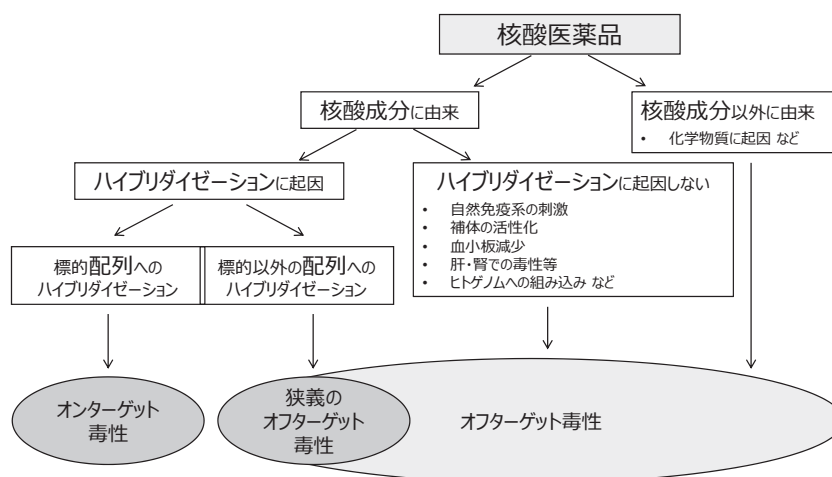 核酸医薬品
核酸成分に由来
核酸成分以外に由来
• 化学物質に起因 など
ハイブリダイゼーションに起因
ハイブリダイゼーションに起因しない
• 自然免疫系の刺激
• 補体の活性化
• 血小板減少
• 肝・腎での毒性等
• ヒトゲノムへの組み込み など
標的配列への
ハイブリダイゼーション
標的以外の配列への
ハイブリダイゼーション
オンターゲット
毒性
狭義の
オフターゲット
毒性
オフターゲット毒性